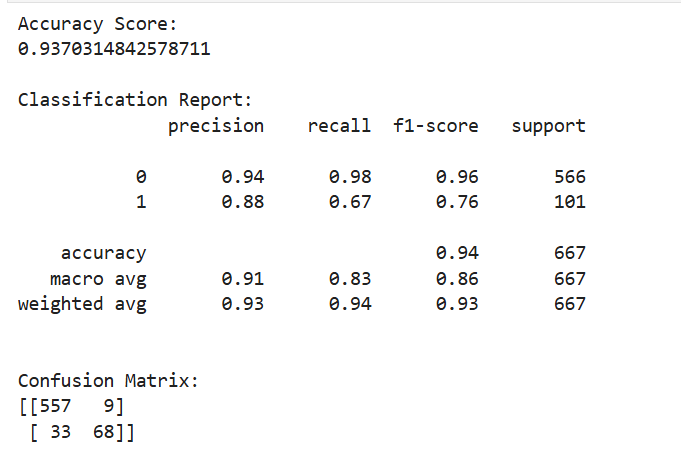 Accuracy Score:
0.9370314842578711
Classification Report:
precision recall f1-score support
0 0.94 0.98 0.96 566
1 0.88 0.67 0.76 101
accuracy 0.94 667
macro avg 0.91 0.83 0.86 667
weighted avg 0.93 0.94 0.93 667
Confusion Matrix:
[[557 9]
[ 33 68]]